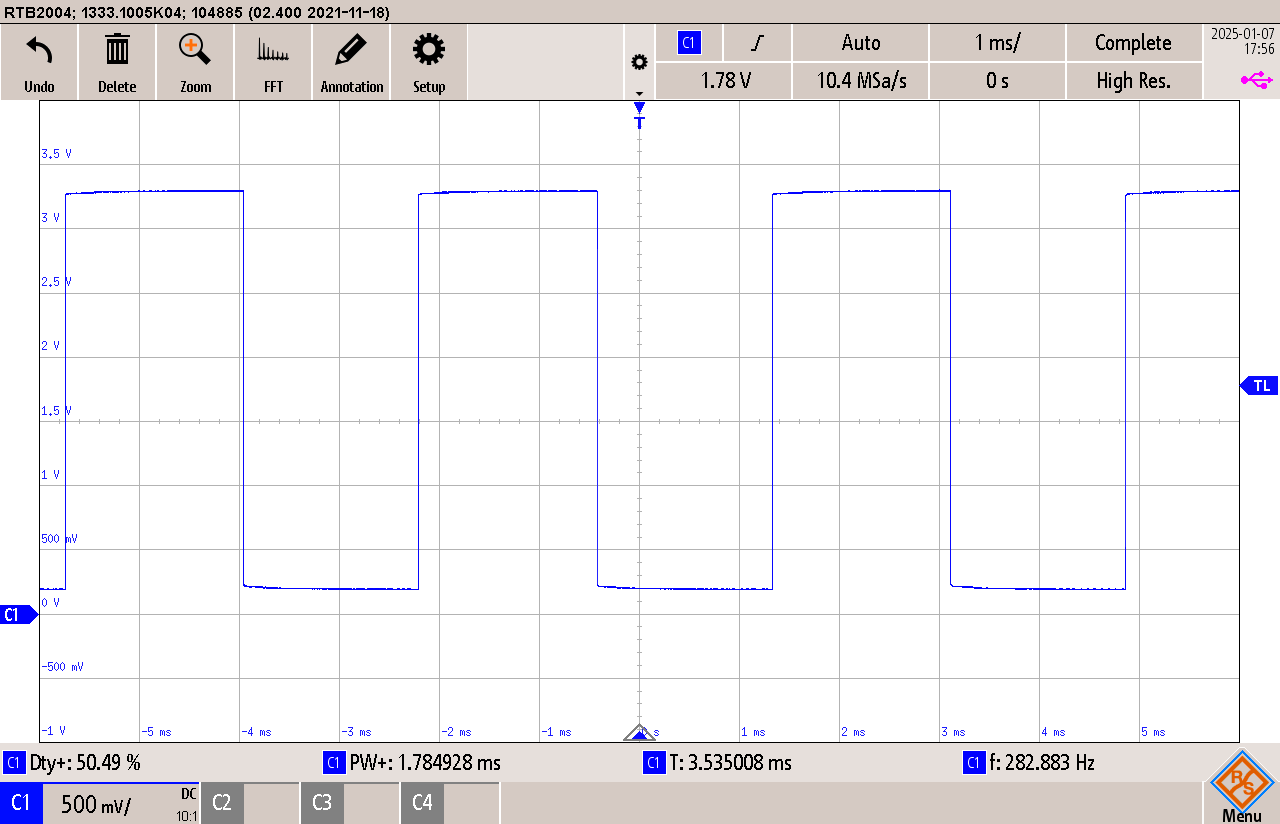 RTB2004; 1333.1005K04; 104885 (02.400 2021-11-18)
Undo Delete Zoom FFT Annotation Setup
C1 Auto 1 ms/ Complete
1.78 V 10.4 MSa/s 0 s High Res.
2025-01-07
17:56
T
3.5 V
3 V
2.5 V
2 V
TL
1.5 V
1 V
500 mV
0 V
C1
-500 mV
-1 V -5 ms -4 ms -3 ms -2 ms -1 ms s 1 ms 2 ms 3 ms 4 ms 5 ms
C1 Dty+: 50.49 % C1 PW+: 1.784928 ms C1 T: 3.535008 ms C1 f: 282.883 Hz
C1 500 mV/ DC
10:1
C2 C3 C4
R&S
Menu